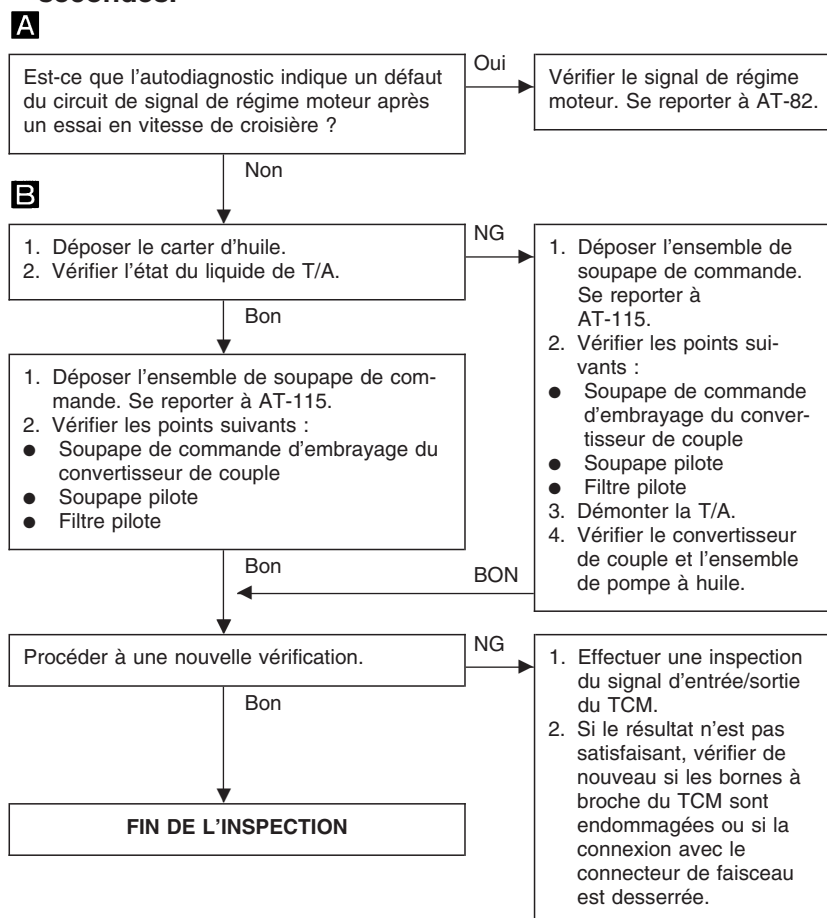 secondes.
A
Est-ce que l'autodiagnostic indique un défaut
du circuit de signal de régime moteur après
un essai en vitesse de croisière ?
Oui
Vérifier le signal de régime
moteur. Se reporter à AT-82.
Non
B
1. Déposer le carter d'huile.
2. Vérifier l'état du liquide de T/A.
NG
1. Déposer l'ensemble de
soupape de commande.
Se reporter à
AT-115.
2. Vérifier les points sui-
vants :
● Soupape de commande
d'embrayage du conver-
tisseur de couple
● Soupape pilote
● Filtre pilote
3. Démonter la T/A.
4. Vérifier le convertisseur
de couple et l'ensemble
de pompe à huile.
Bon
1. Déposer l'ensemble de soupape de com-
mande. Se reporter à AT-115.
2. Vérifier les points suivants :
● Soupape de commande d'embrayage du
convertisseur de couple
● Soupape pilote
● Filtre pilote
Bon
BON
Procéder à une nouvelle vérification.
NG
1. Effectuer une inspection
du signal d'entrée/sortie
du TCM.
2. Si le résultat n'est pas
satisfaisant, vérifier de
nouveau si les bornes à
broche du TCM sont
endommagées ou si la
connexion avec le
connecteur de faisceau
est desserrée.
Bon
FIN DE L'INSPECTION